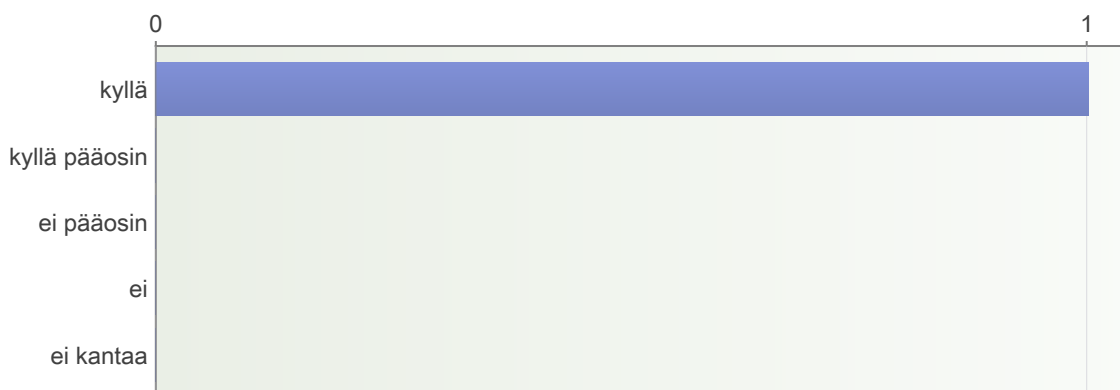 0 1
kyllä
kyllä pääosin
ei pääosin
ei
ei kantaa